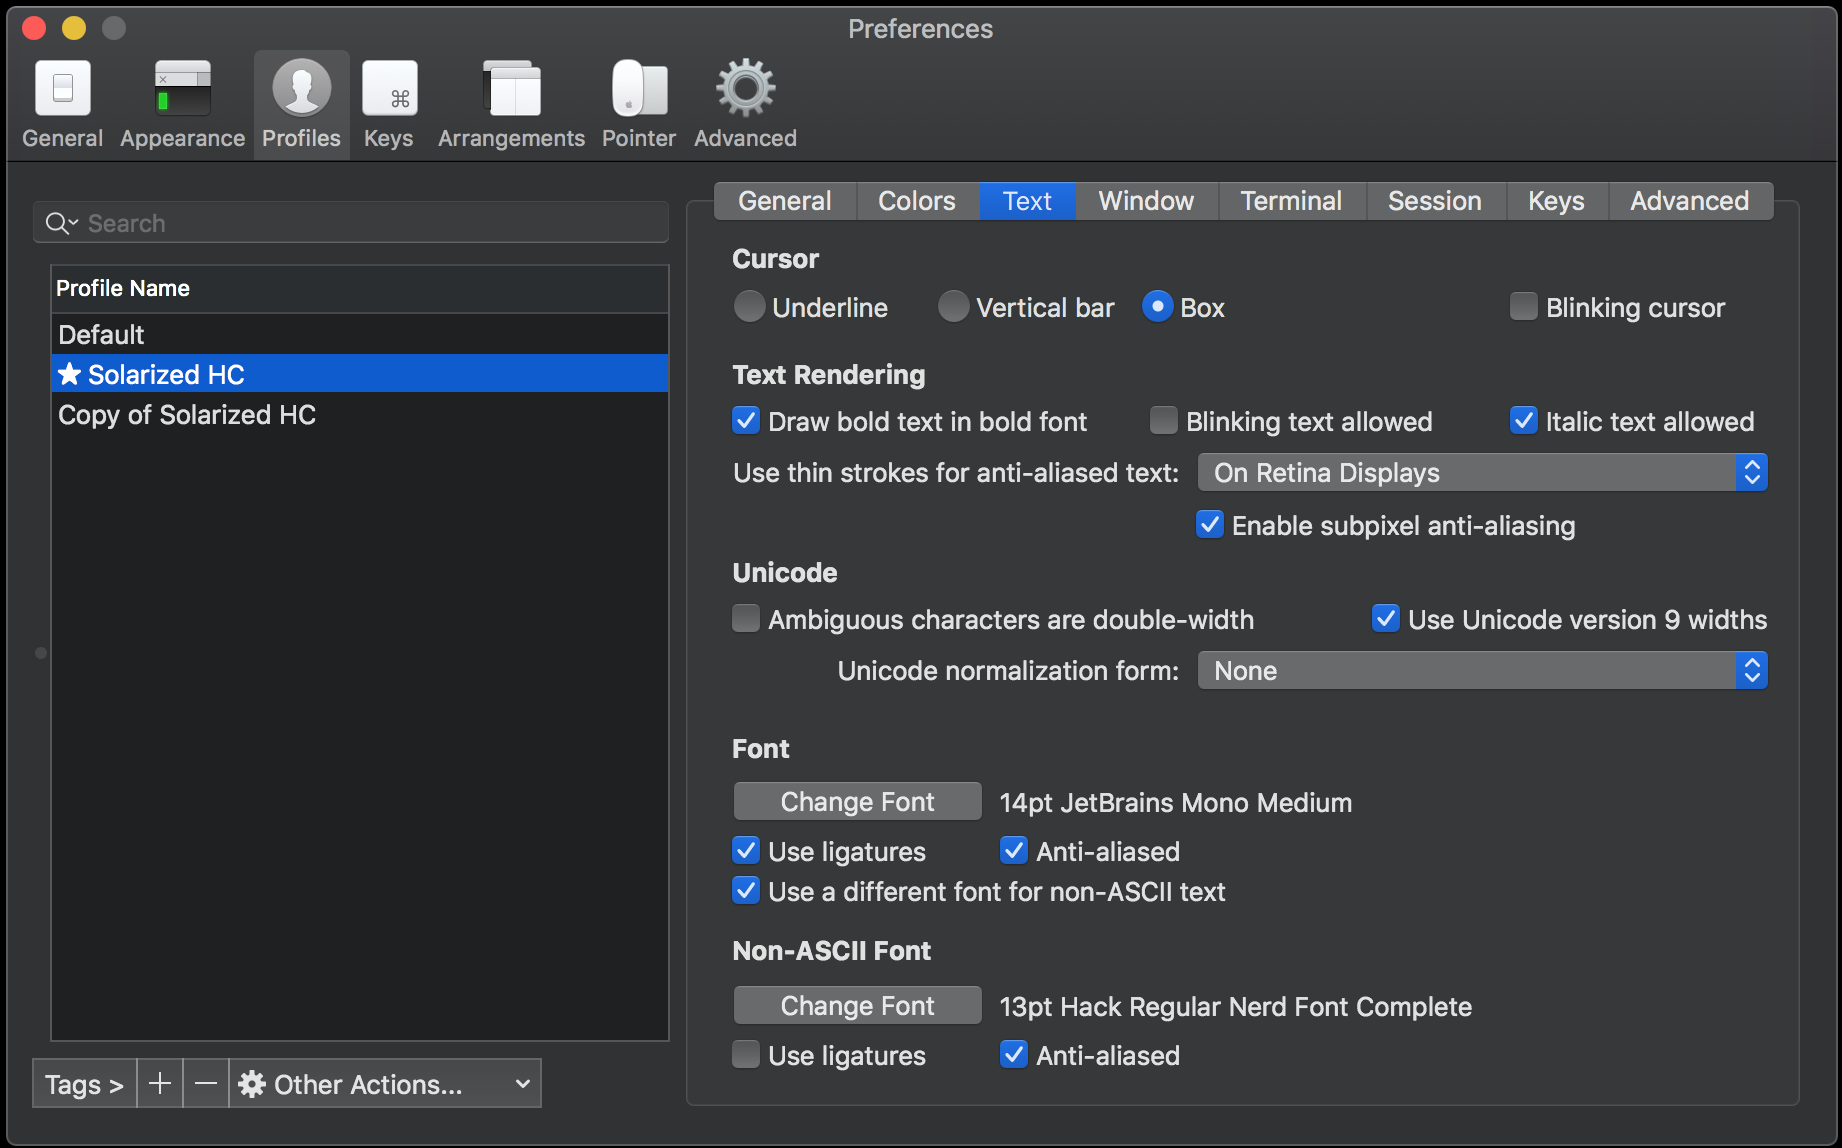 Preferences
General Appearance Profiles Keys Arrangements Pointer Advanced
Search
Profile Name
Default
Solarized HC
Copy of Solarized HC
Tags > + — Other Actions...
General Colors Text Window Terminal Session Keys Advanced
Cursor
Underline Vertical bar Box Blinking cursor
Text Rendering
Draw bold text in bold font Blinking text allowed Italic text allowed
Use thin strokes for anti-aliased text: On Retina Displays
Enable subpixel anti-aliasing
Unicode
Ambiguous characters are double-width Use Unicode version 9 widths
Unicode normalization form: None
Font
Change Font 14pt JetBrains Mono Medium
Use ligatures Anti-aliased
Use a different font for non-ASCII text
Non-ASCII Font
Change Font 13pt Hack Regular Nerd Font Complete
Use ligatures Anti-aliased